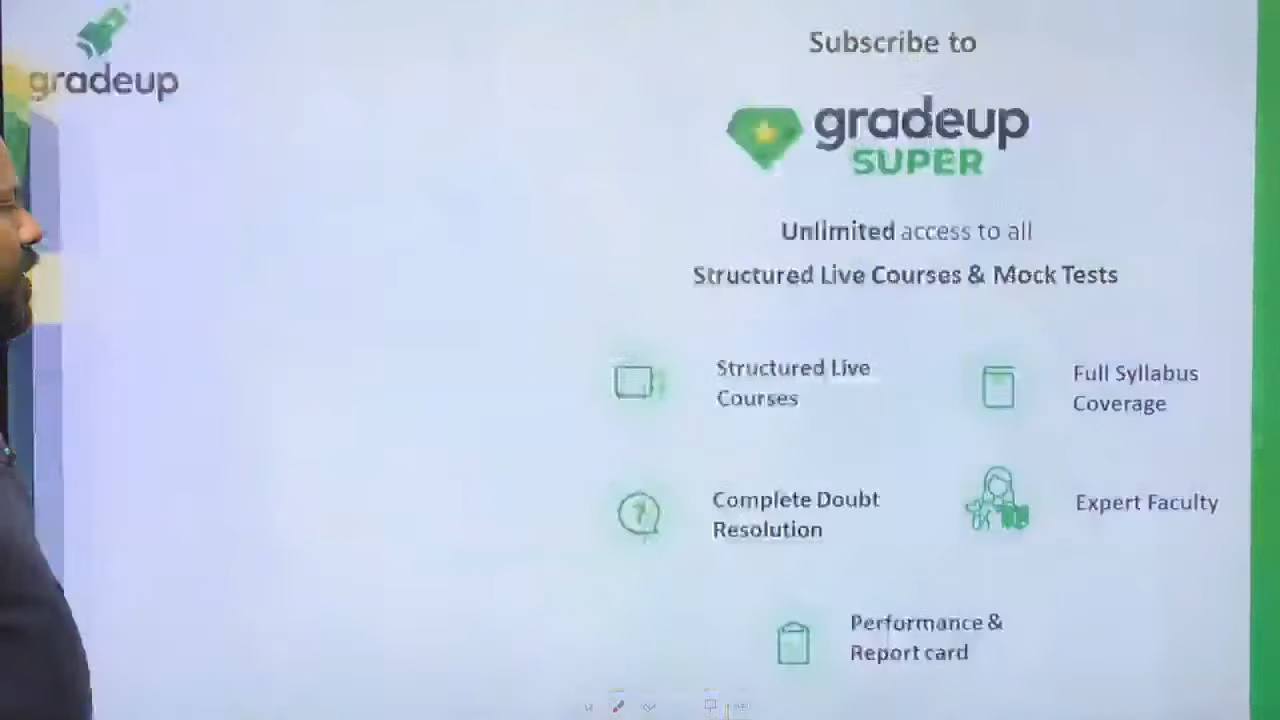 gradeup
Subscribe to
gradeup
SUPER
Unlimited access to all
Structured Live Courses & Mock Tests
Structured Live
Courses
Full Syllabus
Coverage
Complete Doubt
Resolution
Expert Faculty
Performance &
Report card